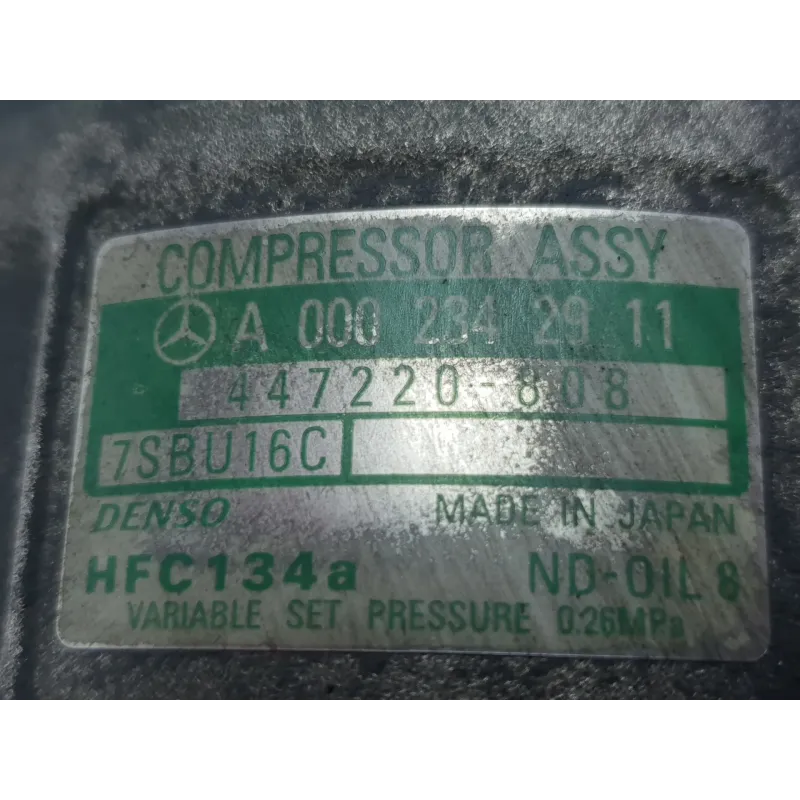 COMPRESSOR ASSY
A 000 234 29 11
447220-808
7SBU16C
DENSO MADE IN JAPAN
HFC134a ND-OIL 8
VARIABLE SET PRESSURE 0.26MPa